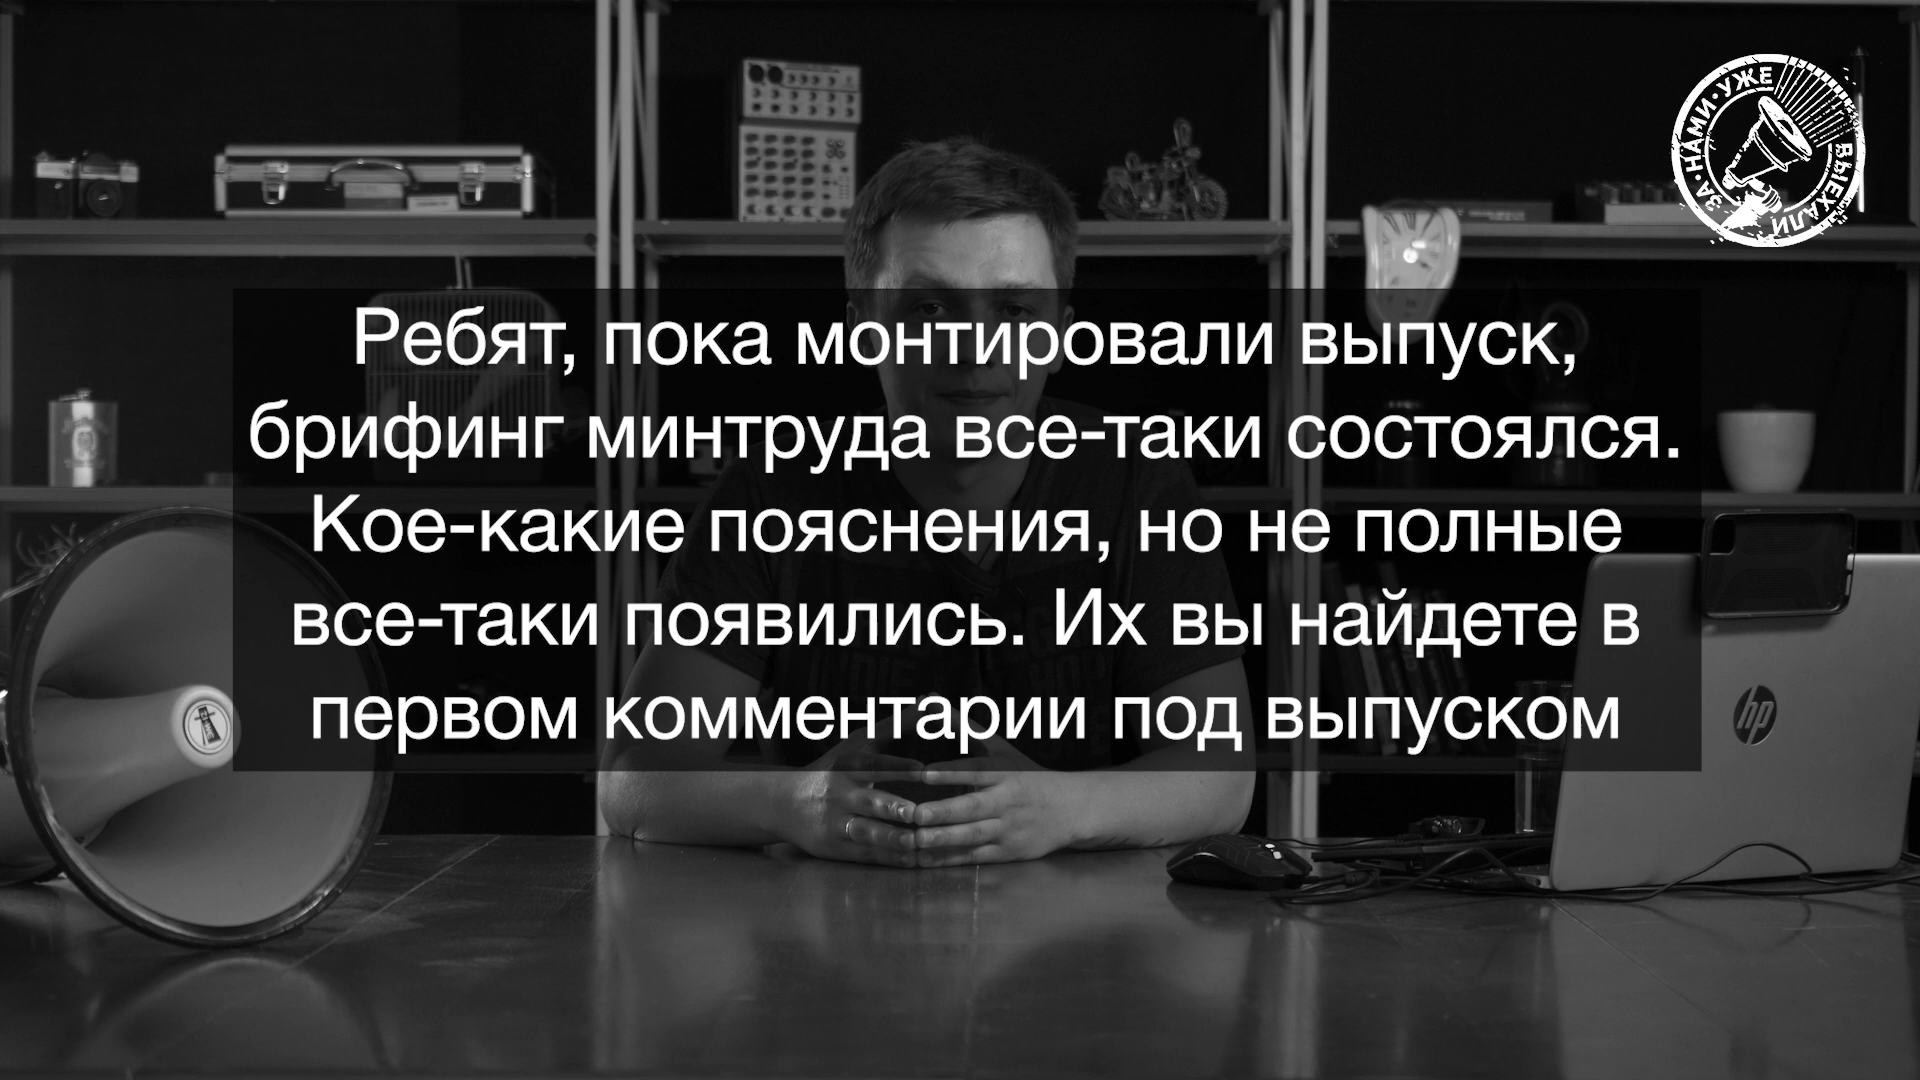 ЗА·НАМИ·УЖЕ ВЫЕХАЛИ
Ребят, пока монтировали выпуск,
брифинг минтруда все-таки состоялся.
Кое-какие пояснения, но не полные
все-таки появились. Их вы найдете в
первом комментарии под выпуском
hp